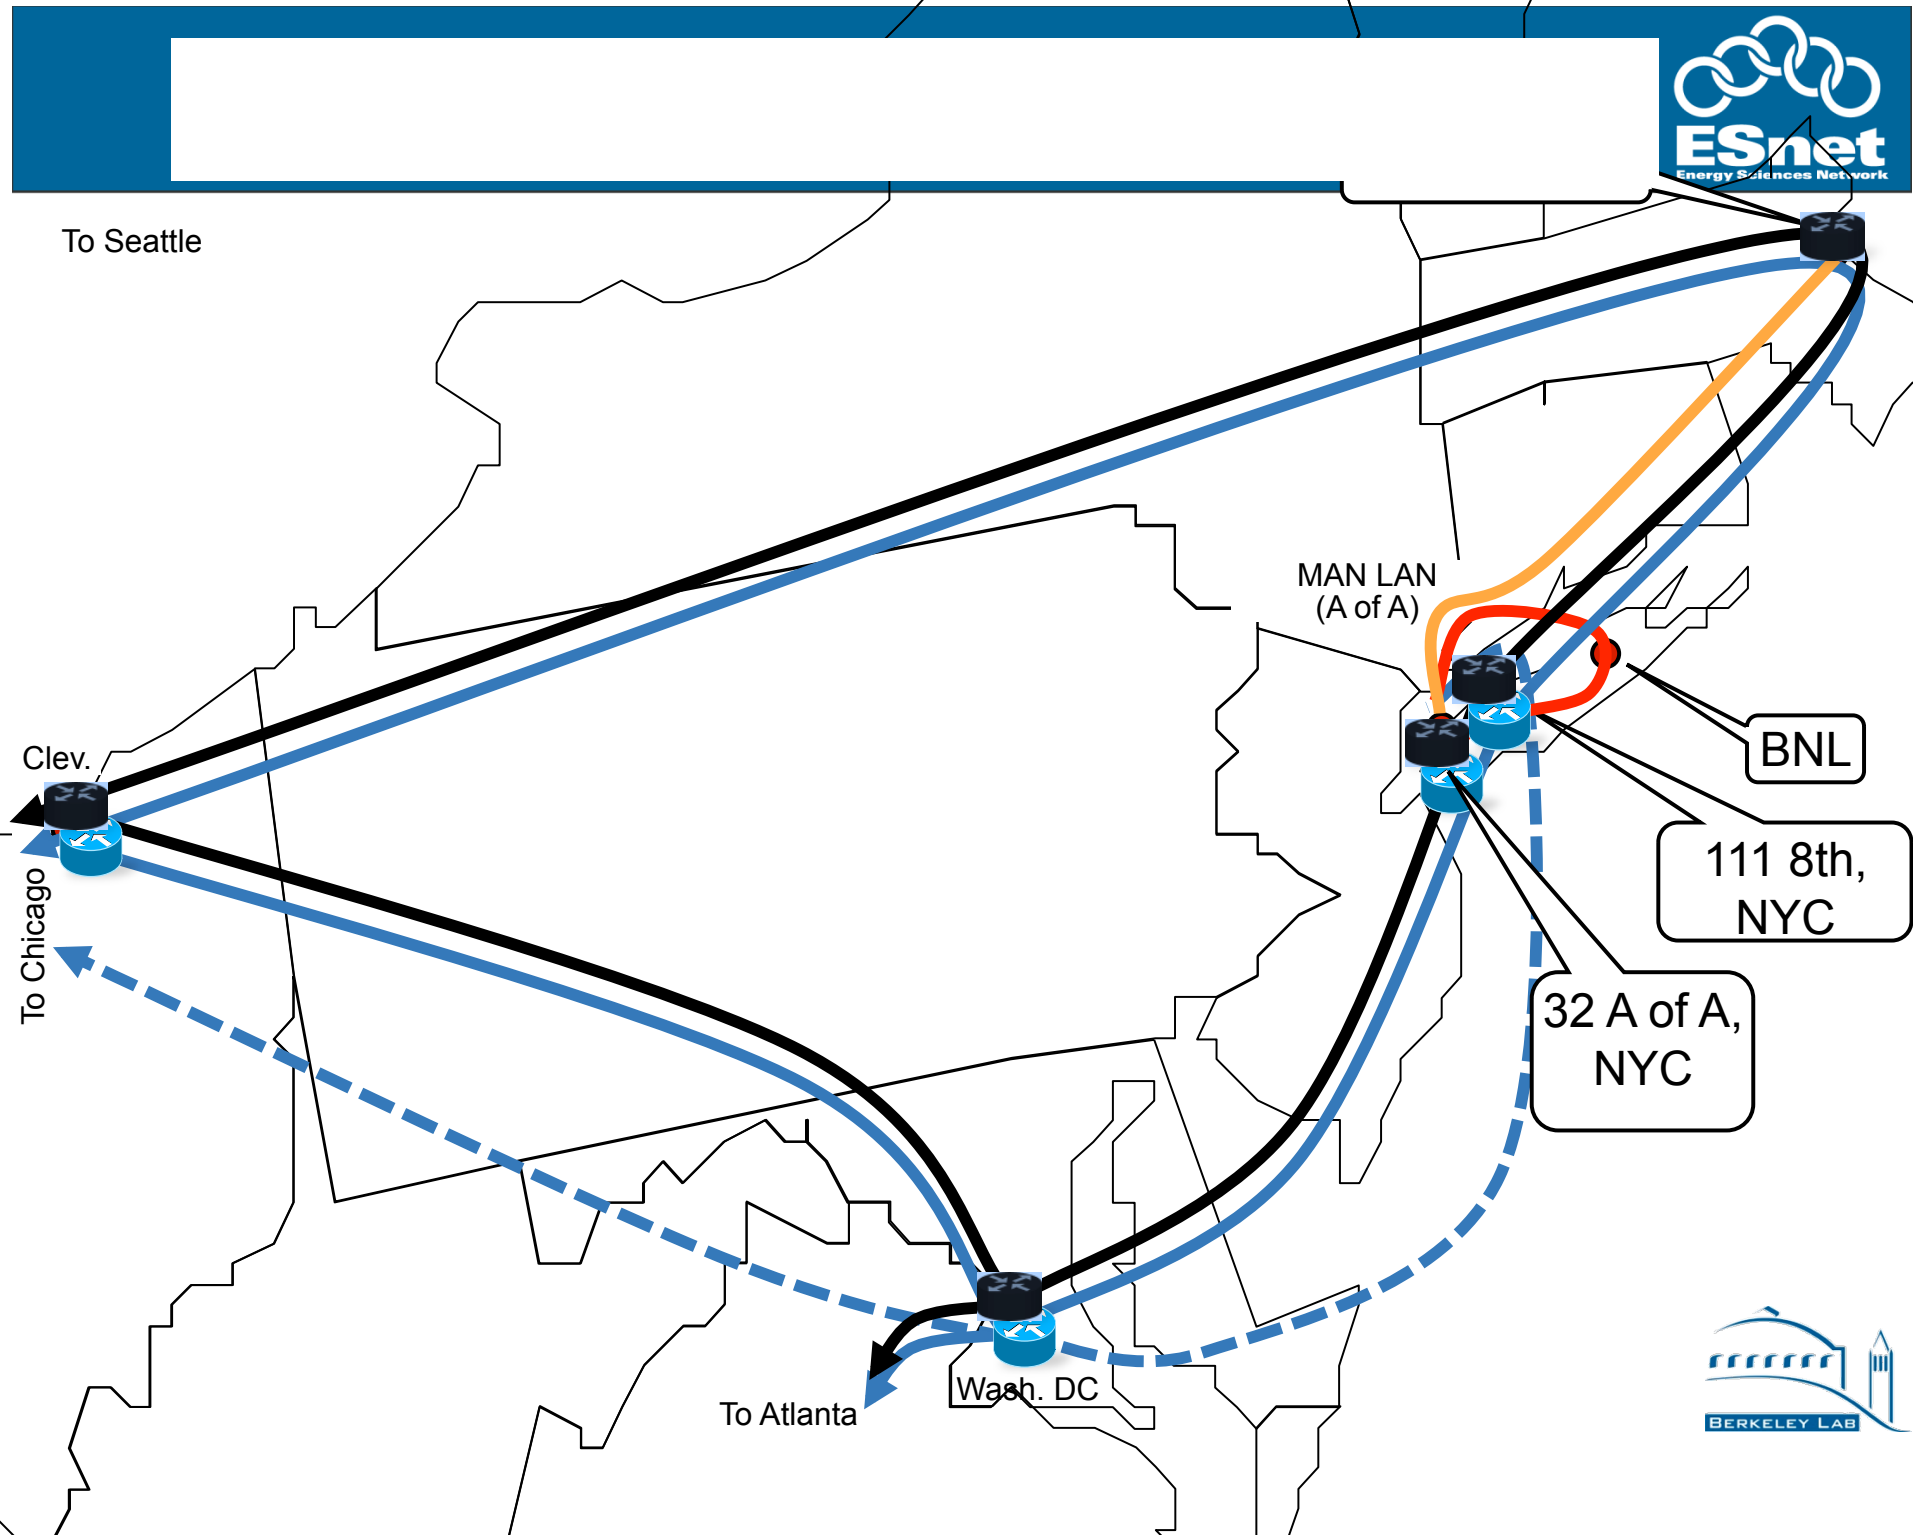 ESnet
Energy Sciences Network
To Seattle
MAN LAN
(A of A)
Clev.
BNL
111 8th,
NYC
To Chicago
32 A of A,
NYC
Wash. DC
To Atlanta
BERKELEY LAB